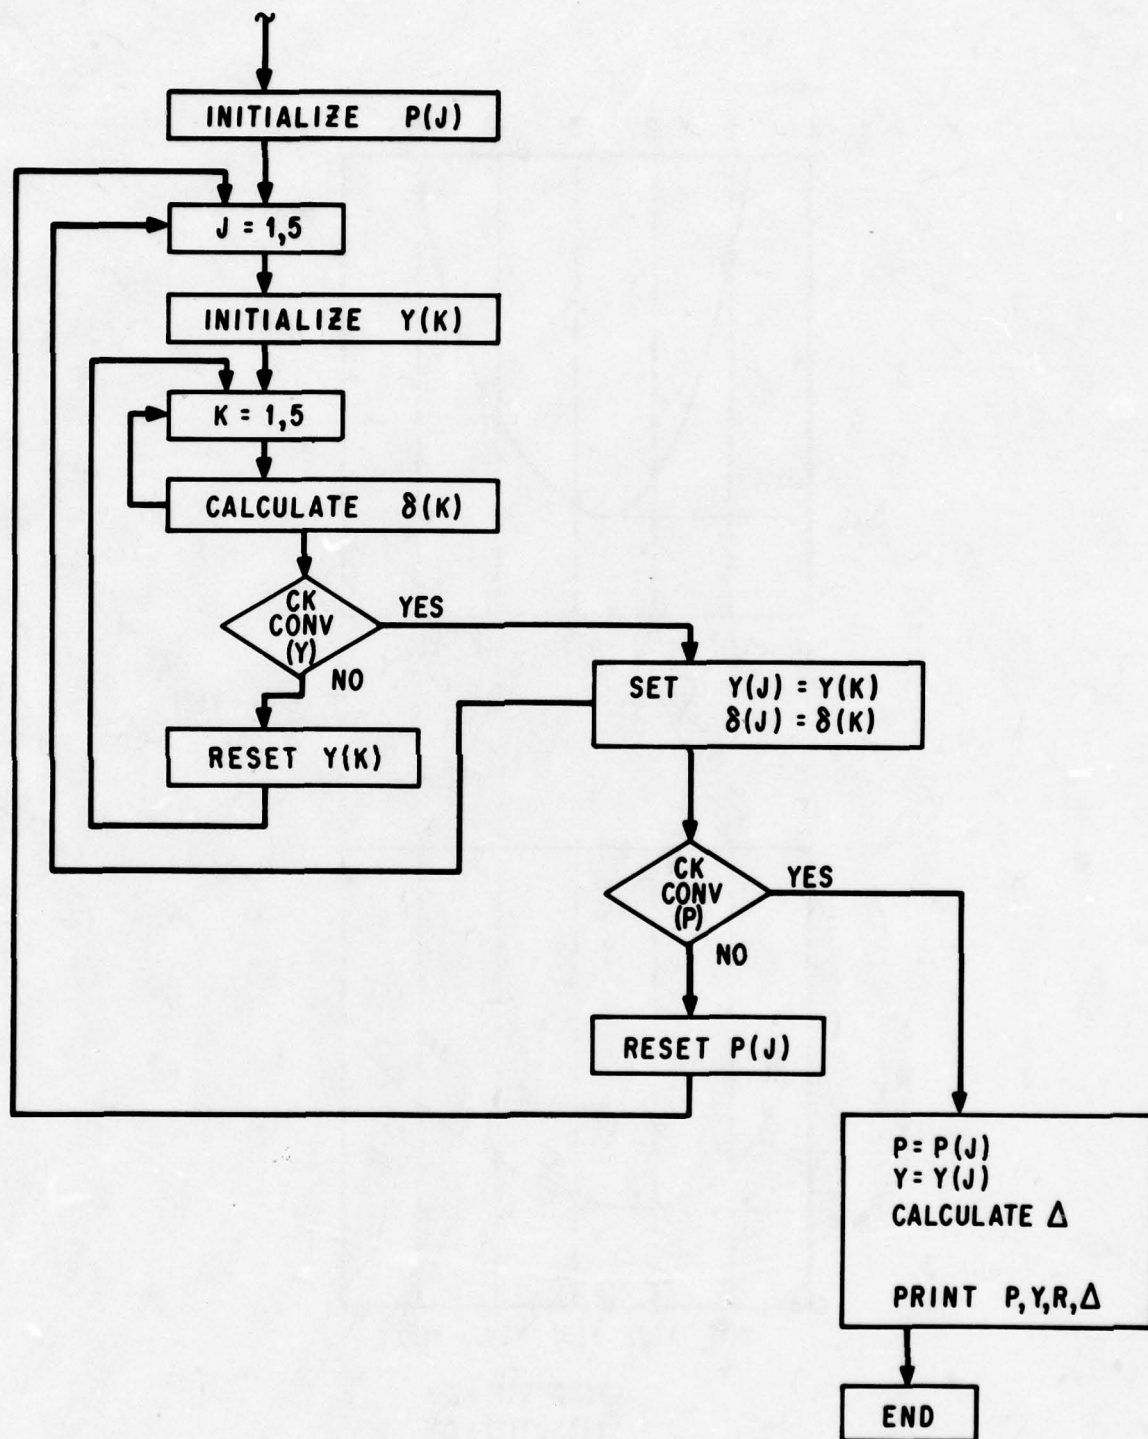 INITIALIZE P(J)
J = 1,5
INITIALIZE Y(K)
K = 1,5
CALCULATE δ(K)
CK
CONV
(Y)
YES
NO
RESET Y(K)
SET Y(J) = Y(K)
δ(J) = δ(K)
CK
CONV
(P)
YES
NO
RESET P(J)
P= P(J)
Y= Y(J)
CALCULATE Δ
PRINT P,Y,R,Δ
END